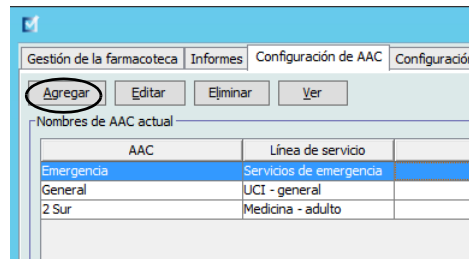 Gestión de la farmacoteca Informes Configuración de AAC Configuración
Agregar Editar Eliminar Ver
Nombres de AAC actual
AAC Línea de servicio
Emergencia Servicios de emergencia
General UCI - general
2 Sur Medicina - adulto